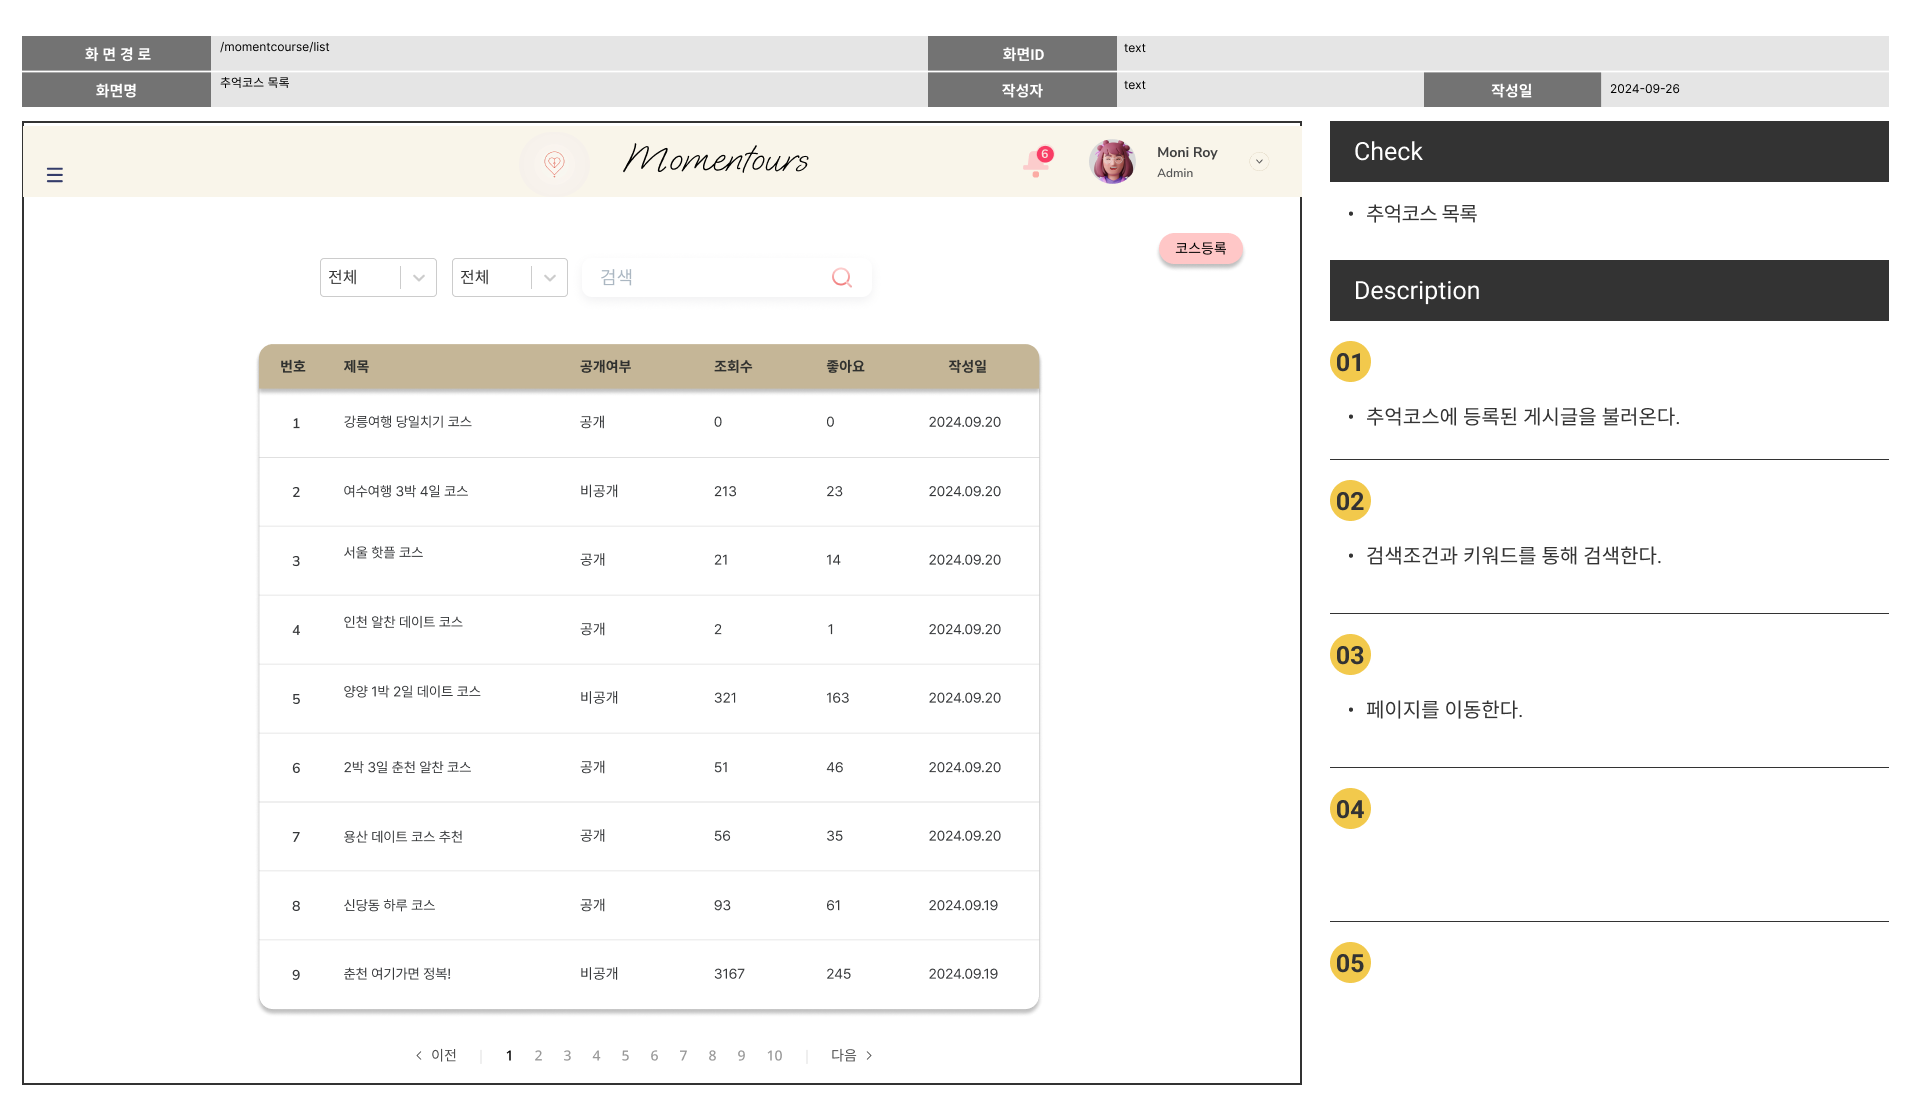 화 면 경 로 /momentcourse/list 화면ID text
화면명 추억코스 목록 작성자 text 작성일 2024-09-26
Momentours 6 Moni Roy
Admin
코스등록
전체 전체 검색
번호 제목 공개여부 조회수 좋아요 작성일
1 강릉여행 당일치기 코스 공개 0 0 2024.09.20
2 여수여행 3박 4일 코스 비공개 213 23 2024.09.20
3 서울 핫플 코스 공개 21 14 2024.09.20
4 인천 알찬 데이트 코스 공개 2 1 2024.09.20
5 양양 1박 2일 데이트 코스 비공개 321 163 2024.09.20
6 2박 3일 춘천 알찬 코스 공개 51 46 2024.09.20
7 용산 데이트 코스 추천 공개 56 35 2024.09.20
8 신당동 하루 코스 공개 93 61 2024.09.19
9 춘천 여기가면 정복! 비공개 3167 245 2024.09.19
< 이전 | 1 2 3 4 5 6 7 8 9 10 | 다음 >
Check
• 추억코스 목록
Description
01
• 추억코스에 등록된 게시글을 불러온다.
02
• 검색조건과 키워드를 통해 검색한다.
03
• 페이지를 이동한다.
04
05